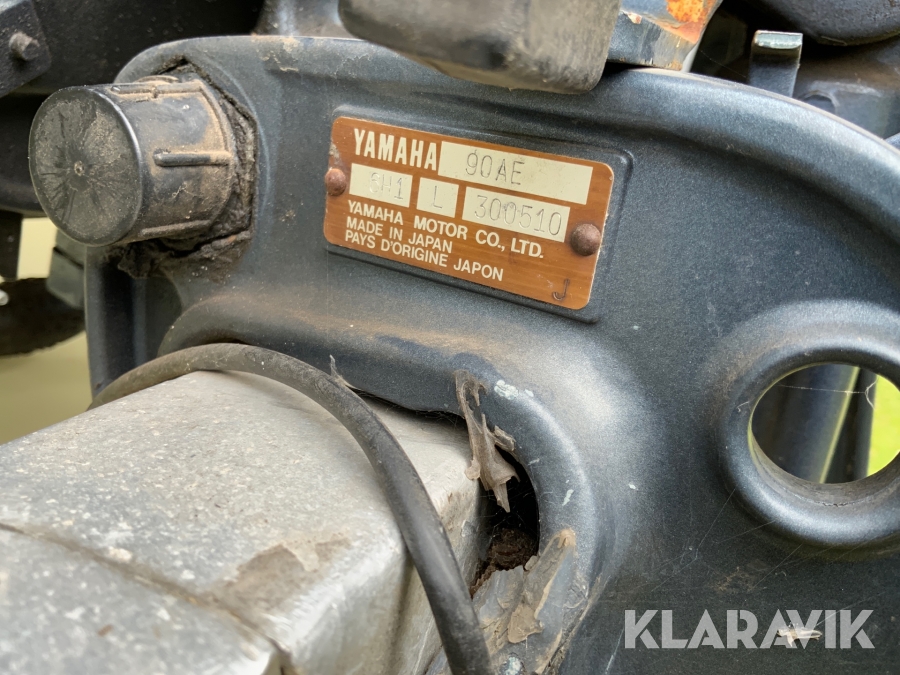 YAMAHA 90AE
6H1 L 300510
YAMAHA MOTOR CO., LTD.
MADE IN JAPAN
PAYS D'ORIGINE JAPON
J
KLARAVIK